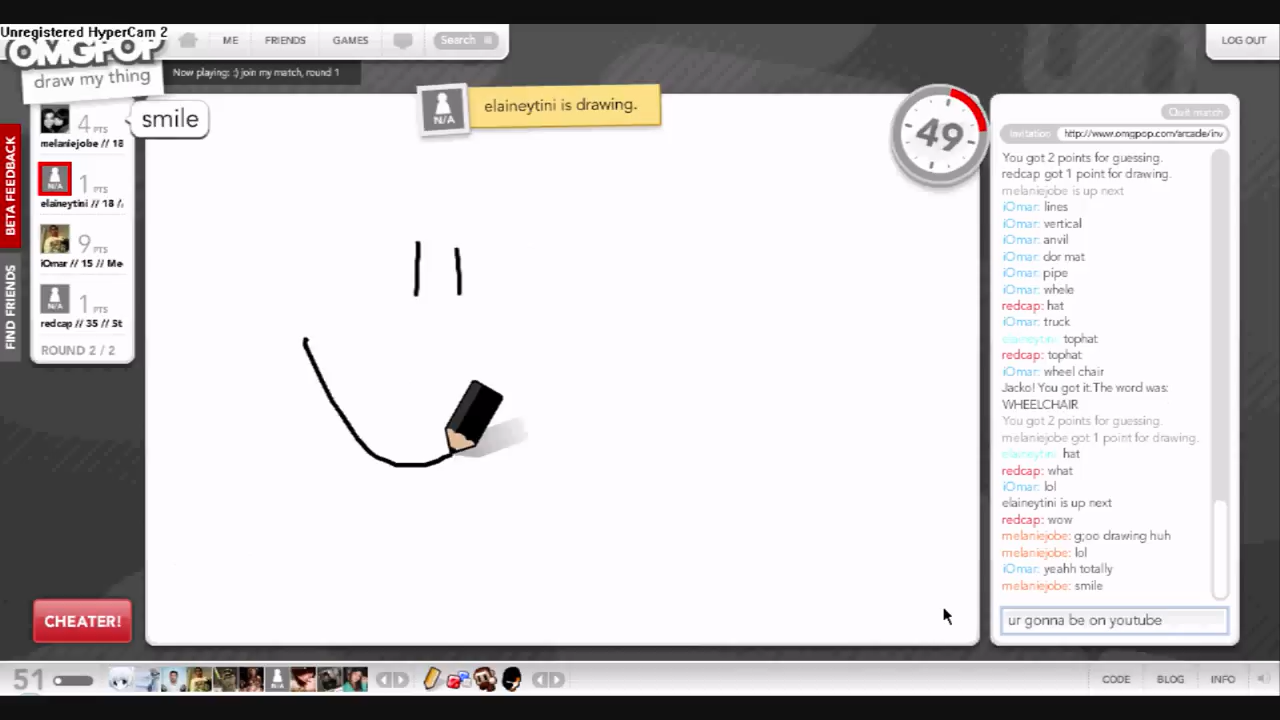 Unregistered HyperCam 2
OMGPOP
draw my thing
ME
FRIENDS
GAMES
Search
LOG OUT
Now playing: :) join my match, round 1
BETA FEEDBACK
FIND FRIENDS
4 PTS
melaniejobe // 18
smile
N/A
1 PTS
elaineytini // 18 /
9 PTS
iOmar // 15 // Me
N/A
1 PTS
redcap // 35 // St
ROUND 2 / 2
CHEATER!
N/A
elaineytini is drawing.
49
Quit match
Invitation http://www.omgpop.com/arcade/inv
You got 2 points for guessing.
redcap got 1 point for drawing.
melaniejobe is up next
iOmar: lines
iOmar: vertical
iOmar: anvil
iOmar: dor mat
iOmar: pipe
iOmar: whele
redcap: hat
iOmar: truck
elaineytini: tophat
redcap: tophat
iOmar: wheel chair
Jacko! You got it.The word was:
WHEELCHAIR
You got 2 points for guessing.
melaniejobe got 1 point for drawing.
elaineytini: hat
redcap: what
iOmar: lol
elaineytini is up next
redcap: wow
melaniejobe: g;oo drawing huh
melaniejobe: lol
iOmar: yeahh totally
melaniejobe: smile
ur gonna be on youtube
51
N/A
CODE
BLOG
INFO